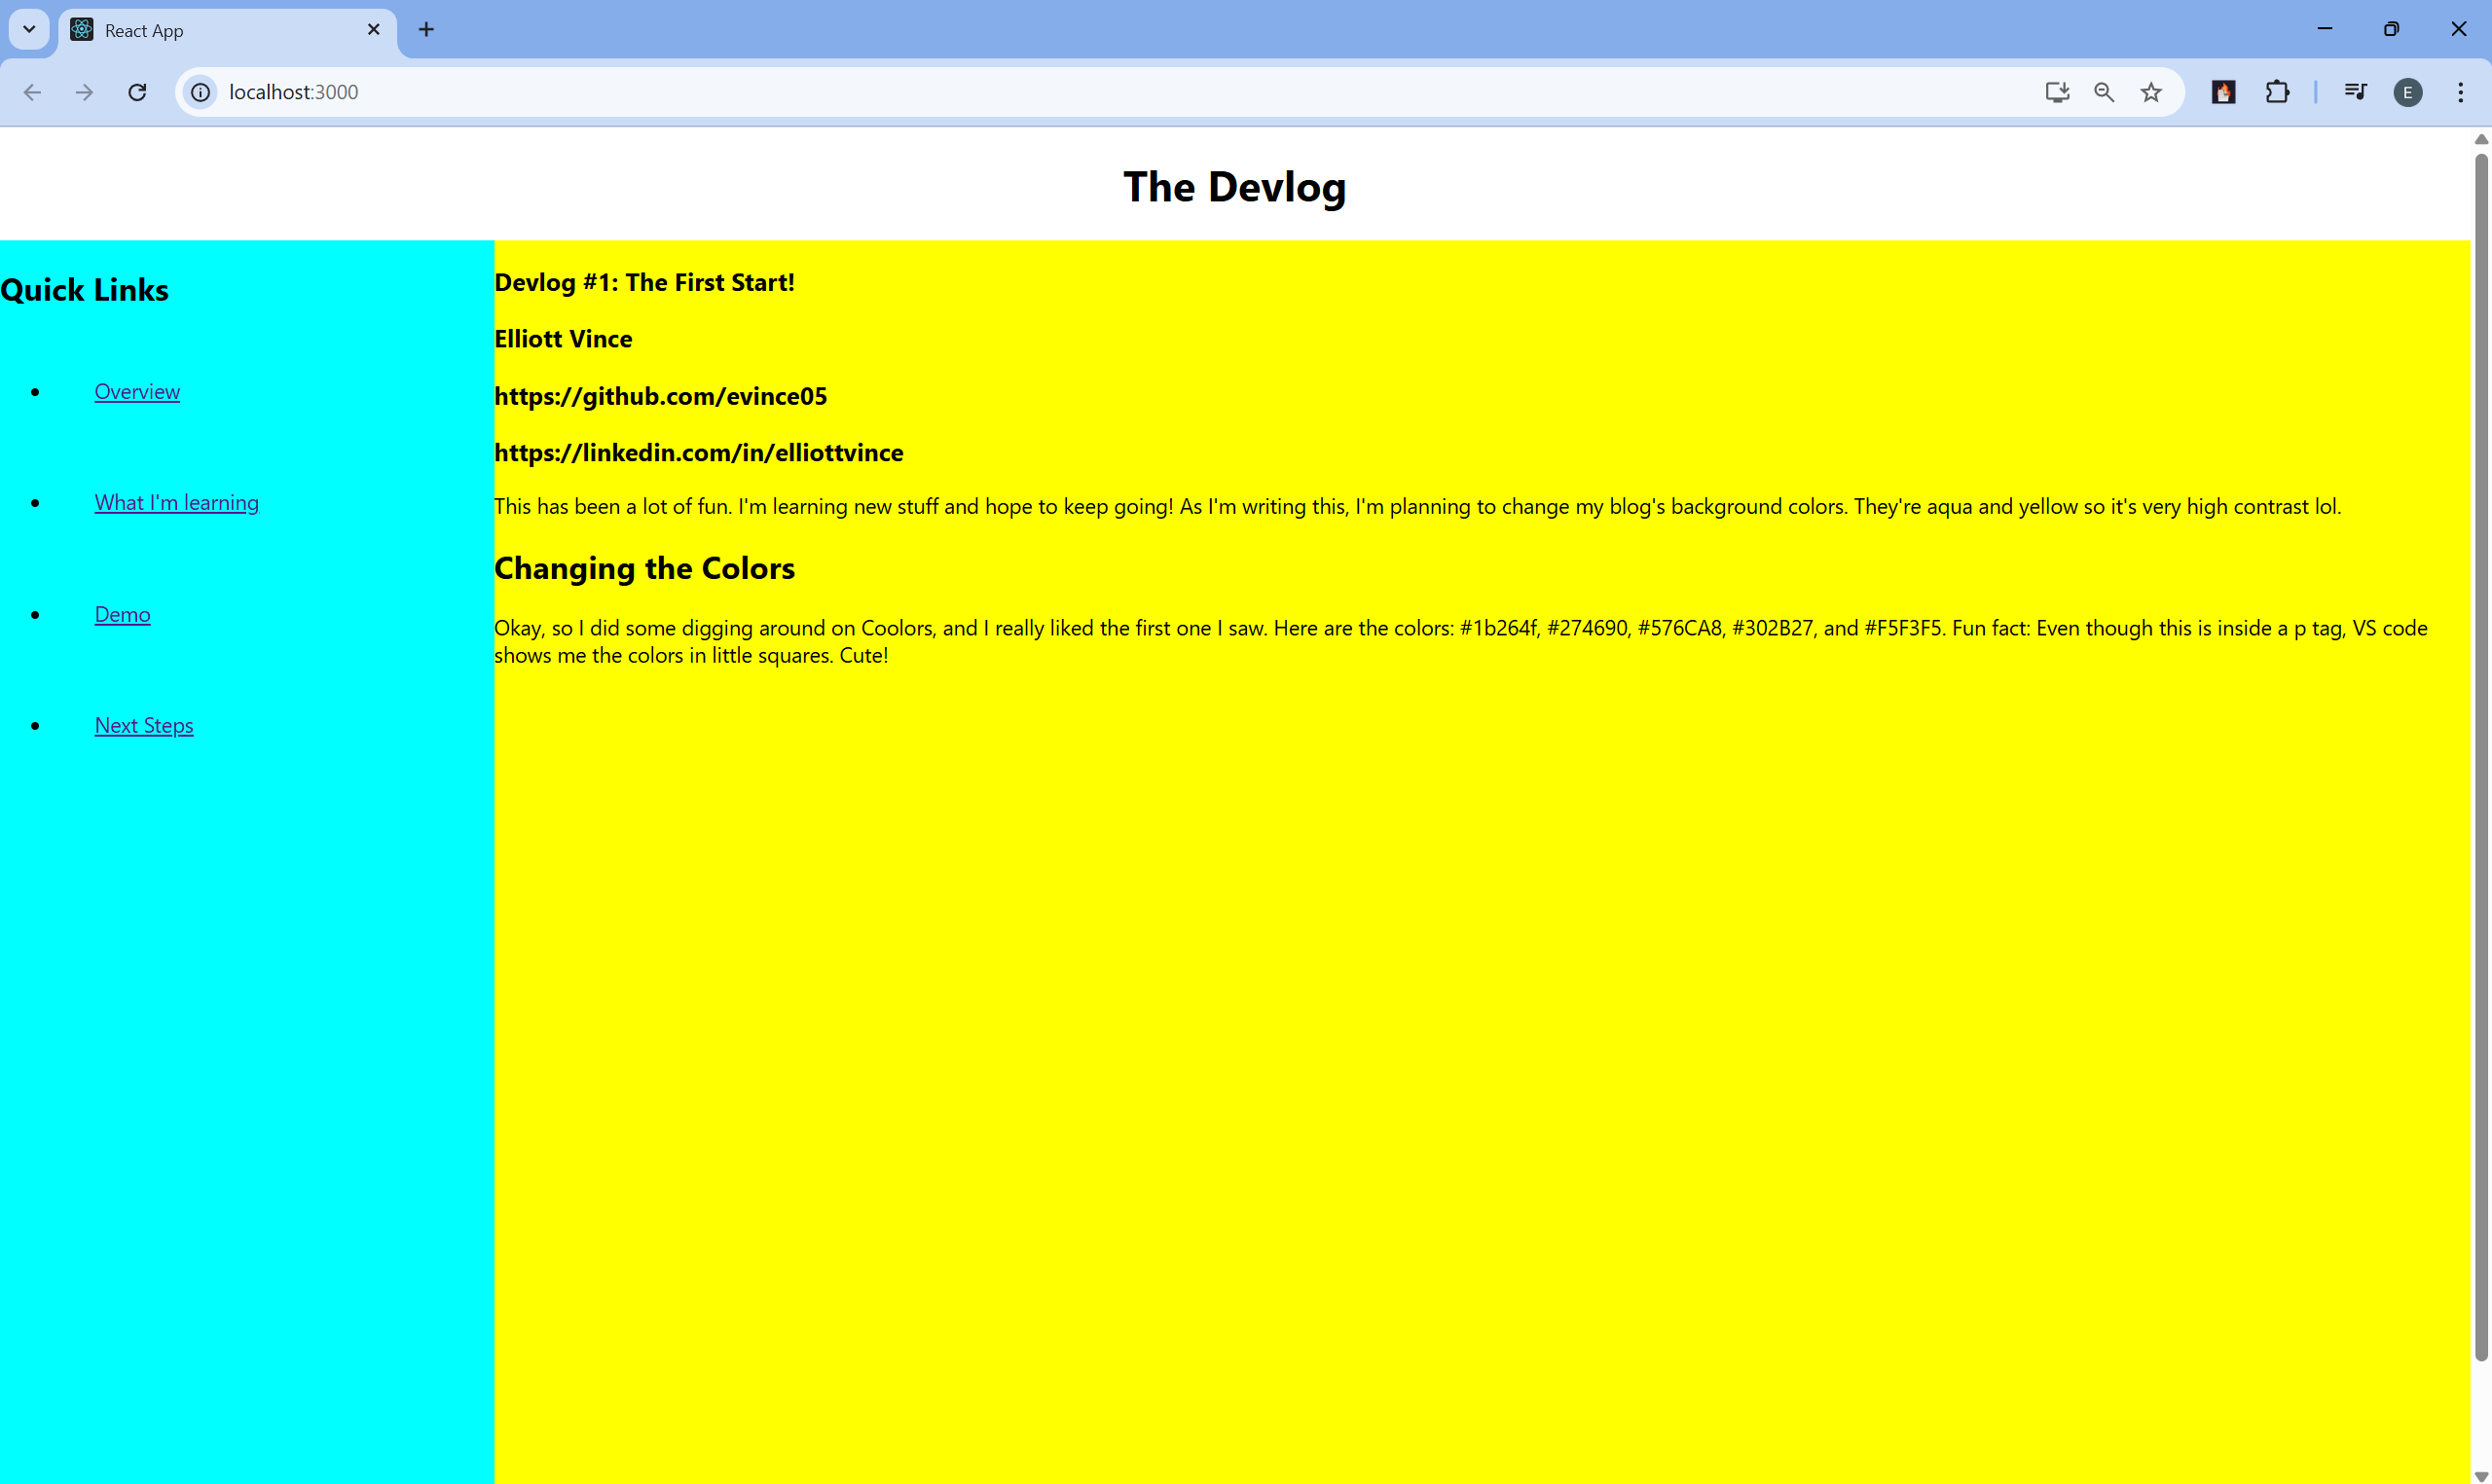 React App
localhost:3000
E
The Devlog
Quick Links
Overview
What I'm learning
Demo
Next Steps
Devlog #1: The First Start!
Elliott Vince
https://github.com/evince05
https://linkedin.com/in/elliottvince
This has been a lot of fun. I'm learning new stuff and hope to keep going! As I'm writing this, I'm planning to change my blog's background colors. They're aqua and yellow so it's very high contrast lol.
Changing the Colors
Okay, so I did some digging around on Coolors, and I really liked the first one I saw. Here are the colors: #1b264f, #274690, #576CA8, #302B27, and #F5F3F5. Fun fact: Even though this is inside a p tag, VS code
shows me the colors in little squares. Cute!